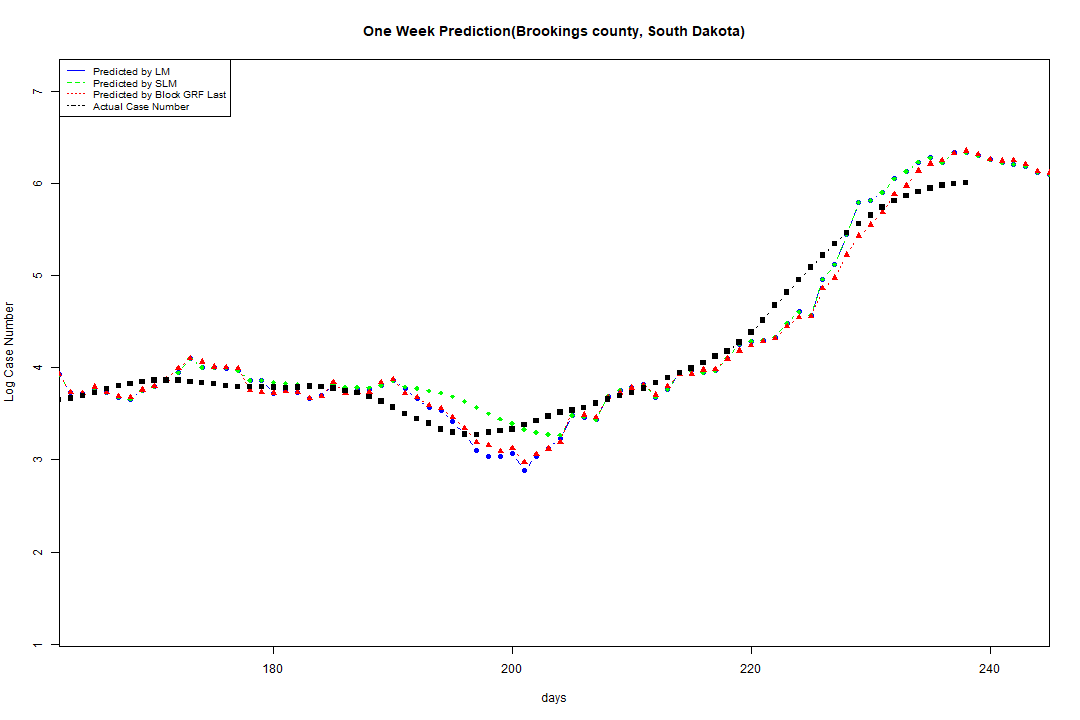 One Week Prediction(Brookings county, South Dakota)
Predicted by LM
Predicted by SLM
Predicted by Block GRF Last
Actual Case Number
Log Case Number
7
6
5
4
3
2
1
180
200
220
240
days